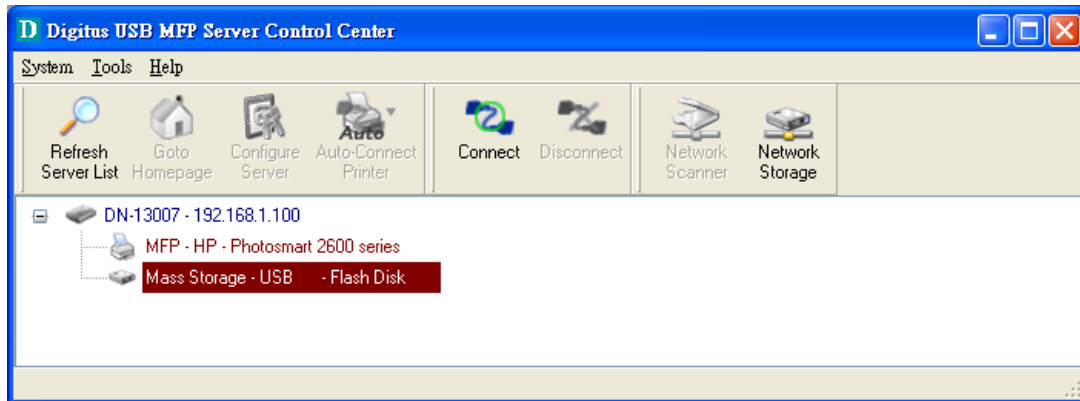 D Digitus USB MFP Server Control Center
System Tools Help
Refresh Server List
Goto Homepage
Configure Server
Auto
Auto-Connect Printer
Connect
Disconnect
Network Scanner
Network Storage
DN-13007 - 192.168.1.100
MFP - HP - Photosmart 2600 series
Mass Storage - USB - Flash Disk